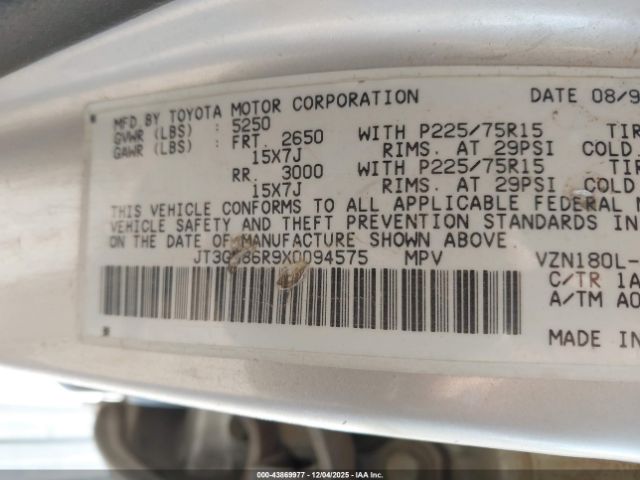 MFD BY TOYOTA MOTOR CORPORATION DATE 08/9
GVWR (LBS) : 5250
GAWR (LBS) : FRT. 2650 WITH P225/75R15 TIR
15X7J RIMS. AT 29PSI COLD.
RR. 3000 WITH P225/75R15 TIR
15X7J RIMS. AT 29PSI COLD
THIS VEHICLE CONFORMS TO ALL APPLICABLE FEDERAL M
VEHICLE SAFETY AND THEFT PREVENTION STANDARDS IN
ON THE DATE OF MANUFACTURE SHOWN ABOVE
MPV VZN180L-
C/TR 1A
A/TM A0
MADE IN
#43869977 - 12/04/2025 - IAA Inc.